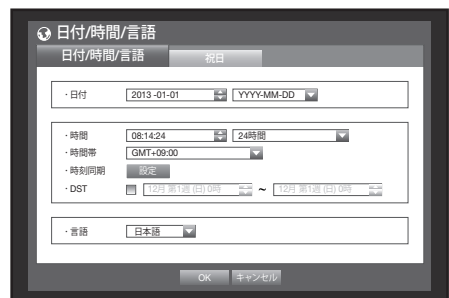 日付/時間/言語
日付/時間/言語 祝日
・日付 2013-01-01 YYYY-MM-DD
・時間 08:14:24 24時間
・時間帯 GMT+09:00
・時刻同期 設定
・DST 12月 第1週 (日) 0時 ~ 12月 第1週 (日) 0時
・言語 日本語
OK キャンセル